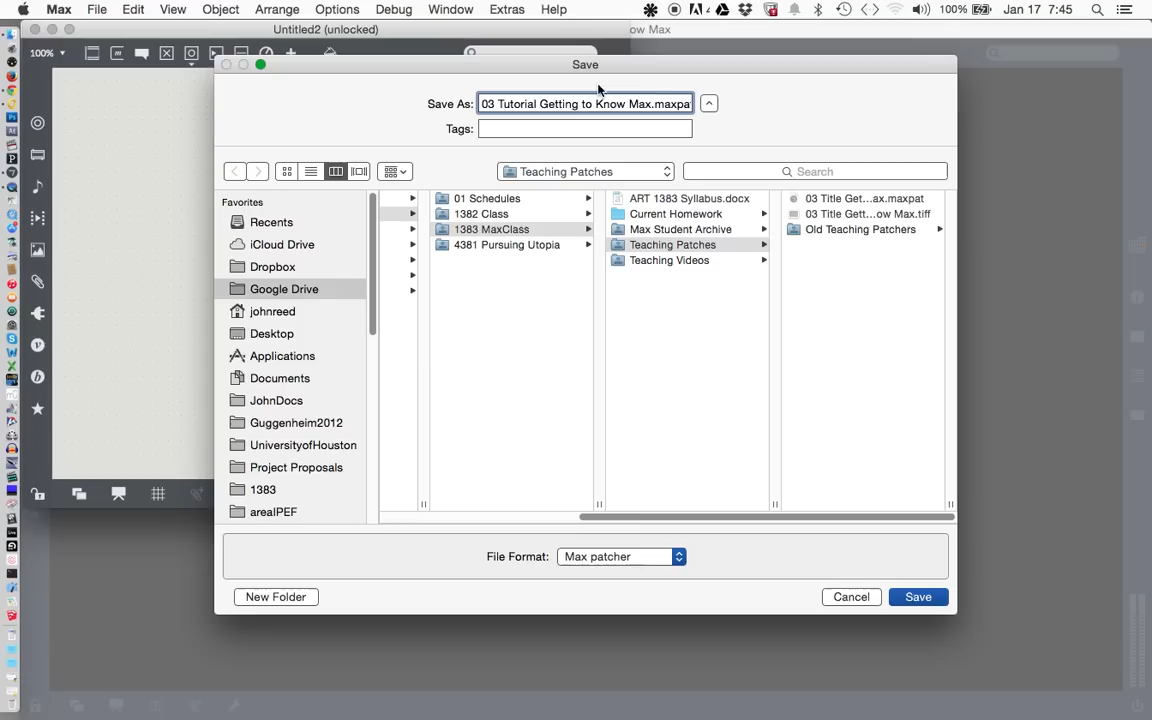 Max File Edit View Object Arrange Options Debug Window Extras Help 100% Jan 17 7:45
Untitled2 (unlocked)
ow Max
100%
Save
Save As: 03 Tutorial Getting to Know Max.maxpa
Tags:
Teaching Patches
Search
Favorites
Recents
iCloud Drive
Dropbox
Google Drive
johnreed
Desktop
Applications
Documents
JohnDocs
Guggenheim2012
UniversityofHouston
Project Proposals
1383
areaIPEF
01 Schedules
1382 Class
1383 MaxClass
4381 Pursuing Utopia
ART 1383 Syllabus.docx
Current Homework
Max Student Archive
Teaching Patches
Teaching Videos
03 Title Get...ax.maxpat
03 Title Gett...ow Max.tiff
Old Teaching Patchers
File Format: Max patcher
New Folder
Cancel
Save